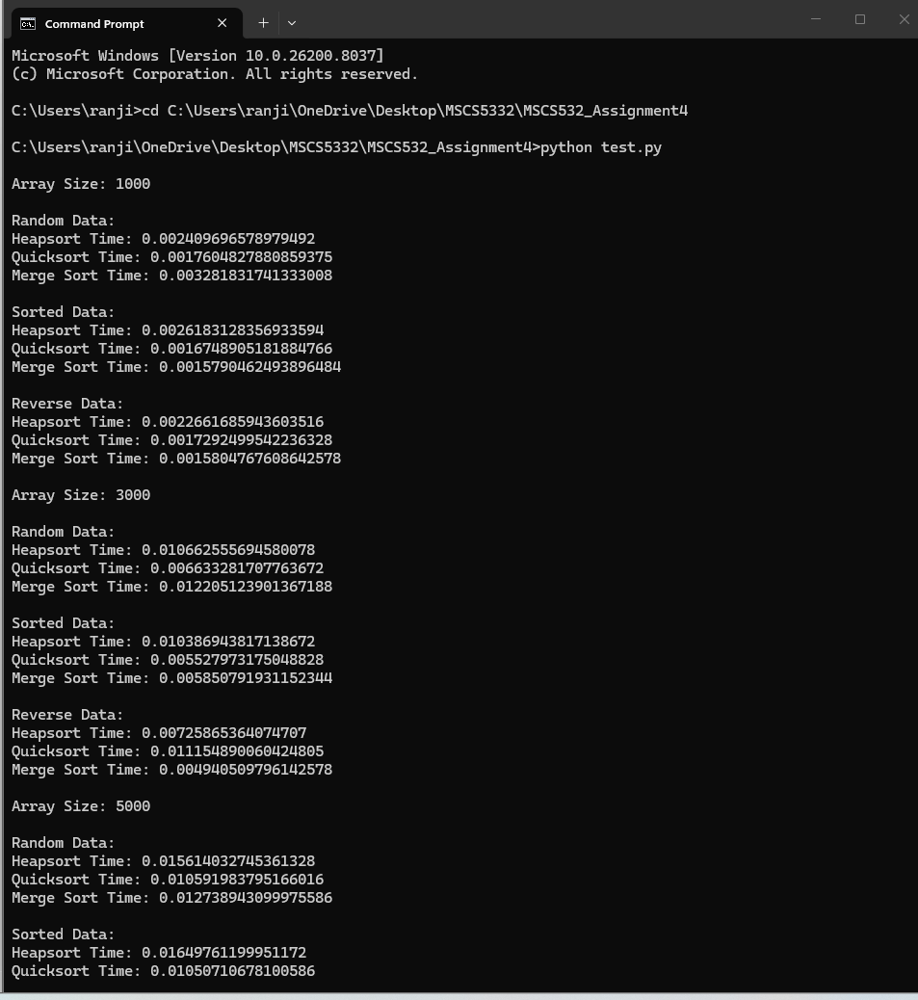 Command Prompt
Microsoft Windows [Version 10.0.26200.8037]
(c) Microsoft Corporation. All rights reserved.
C:\Users\ranji>cd C:\Users\ranji\OneDrive\Desktop\MSCS5332\MSCS532_Assignment4
C:\Users\ranji\OneDrive\Desktop\MSCS5332\MSCS532_Assignment4>python test.py
Array Size: 1000
Random Data:
Heapsort Time: 0.002409696578979492
Quicksort Time: 0.0017604827880859375
Merge Sort Time: 0.003281831741333008
Sorted Data:
Heapsort Time: 0.0026183128356933594
Quicksort Time: 0.0016748905181884766
Merge Sort Time: 0.0015790462493896484
Reverse Data:
Heapsort Time: 0.0022661685943603516
Quicksort Time: 0.0017292499542236328
Merge Sort Time: 0.0015804767608642578
Array Size: 3000
Random Data:
Heapsort Time: 0.010662555694580078
Quicksort Time: 0.006633281707763672
Merge Sort Time: 0.012205123901367188
Sorted Data:
Heapsort Time: 0.010386943817138672
Quicksort Time: 0.005527973175048828
Merge Sort Time: 0.005850791931152344
Reverse Data:
Heapsort Time: 0.00725865364074707
Quicksort Time: 0.011154890060424805
Merge Sort Time: 0.004940509796142578
Array Size: 5000
Random Data:
Heapsort Time: 0.015614032745361328
Quicksort Time: 0.010591983795166016
Merge Sort Time: 0.012738943099975586
Sorted Data:
Heapsort Time: 0.01649761199951172
Quicksort Time: 0.01050710678100586